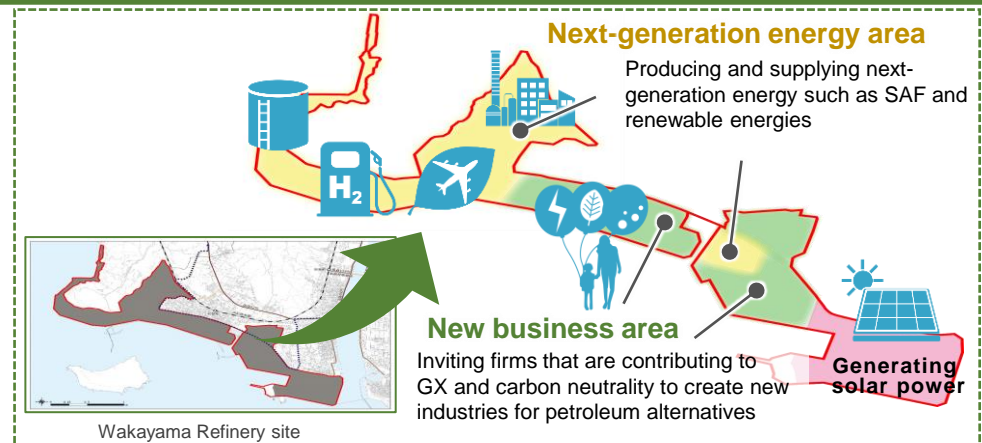 Next-generation energy area
Producing and supplying next-
generation energy such as SAF and
renewable energies
H2
New business area
Inviting firms that are contributing to
GX and carbon neutrality to create new
industries for petroleum alternatives
Generating
solar power
Wakayama Refinery site